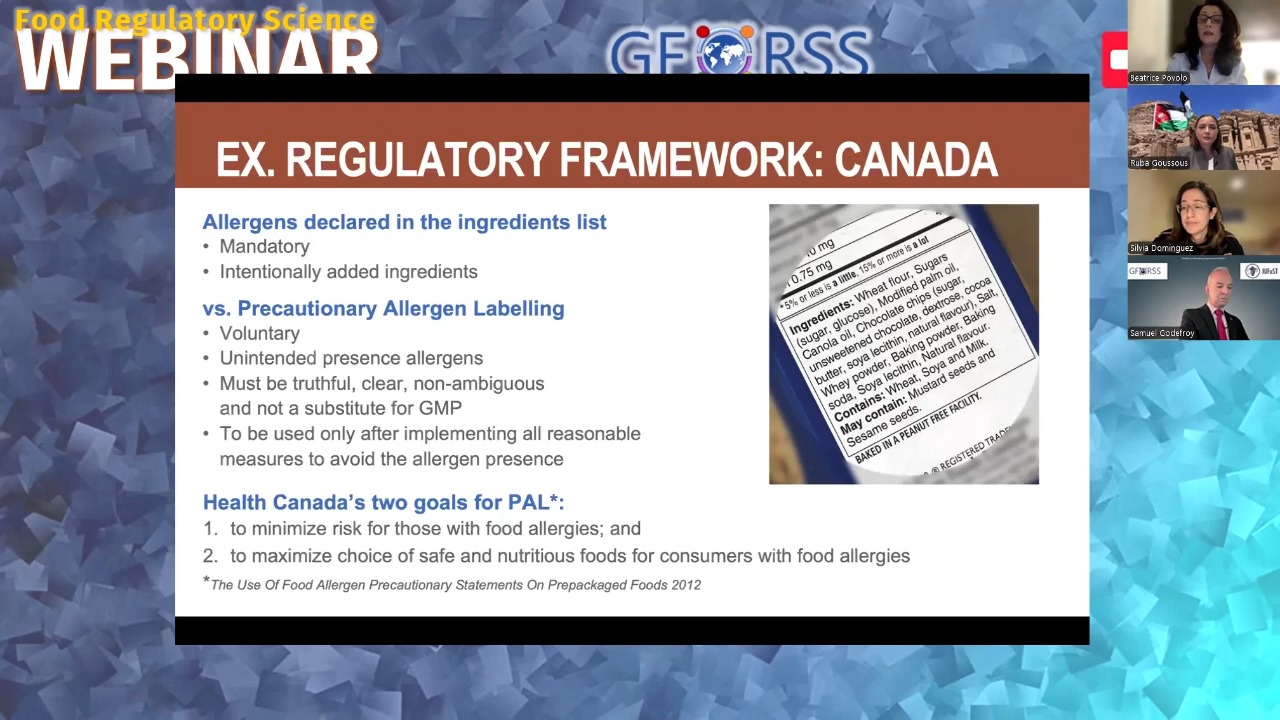 Food Regulatory Science
WEBINAR
GFORSS
EX. REGULATORY FRAMEWORK: CANADA
Allergens declared in the ingredients list
• Mandatory
• Intentionally added ingredients
vs. Precautionary Allergen Labelling
• Voluntary
• Unintended presence allergens
• Must be truthful, clear, non-ambiguous
and not a substitute for GMP
• To be used only after implementing all reasonable
measures to avoid the allergen presence
Health Canada's two goals for PAL*:
1. to minimize risk for those with food allergies; and
2. to maximize choice of safe and nutritious foods for consumers with food allergies
*The Use Of Food Allergen Precautionary Statements On Prepackaged Foods 2012
0.75 mg
*5% or less is a little, 15% or more is a lot
Ingredients: Wheat flour, Sugars
(sugar, glucose), Modified palm oil,
Canola oil, Chocolate chips (sugar,
unsweetened chocolate, dextrose, cocoa
butter, soya lecithin, natural flavour), Salt,
Whey powder, Baking powder, Baking
soda, Soya lecithin, Natural flavour.
Contains: Wheat, Soya and Milk.
May contain: Mustard seeds and
Sesame seeds.
BAKED IN A PEANUT FREE FACILITY.
® REGISTERED
Beatrice Povolo
Ruba Goussous
Silvia Dominguez
GFORSS
IUFoST
Samuel Godefroy